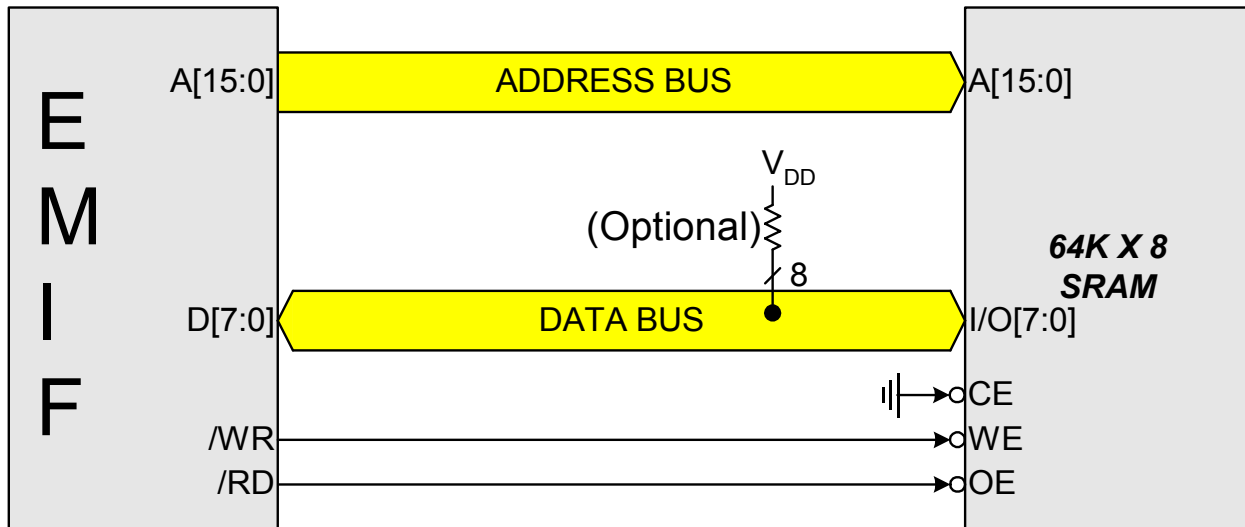 E
M
I
F
A[15:0]
ADDRESS BUS
A[15:0]
VDD
(Optional)
8
64K X 8
SRAM
D[7:0]
DATA BUS
I/O[7:0]
CE
/WR
WE
/RD
OE